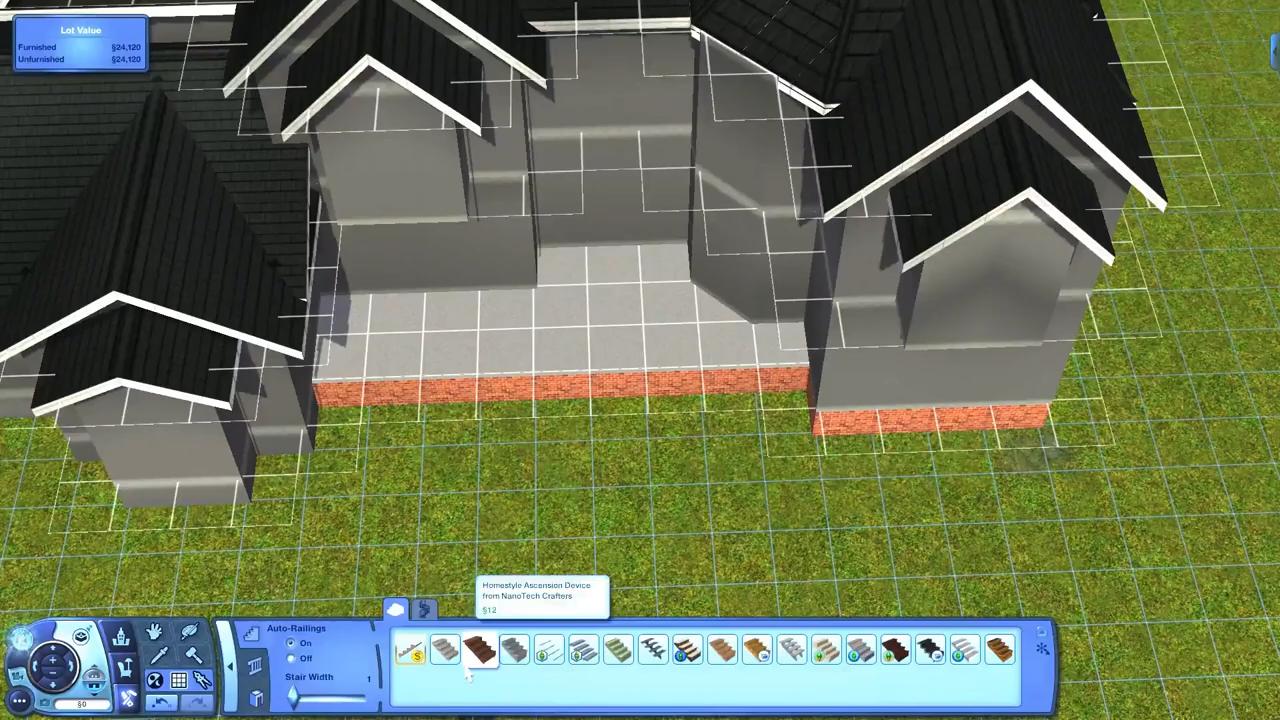 Lot Value
Furnished §24,120
Unfurnished §24,120
Homestyle Ascension Device
from NanoTech Crafters
§12
Auto-Railings
On
Off
Stair Width 1
§0